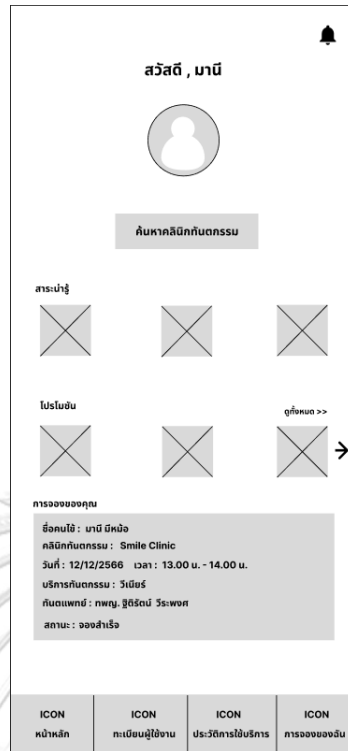 สวัสดี , มานี
ค้นหาคลินิกทันตกรรม
สาระน่ารู้
โปรโมชัน
ดูทั้งหมด >>
การจองของคุณ
ชื่อคนไข้ : มานี มีหม้อ
คลินิกทันตกรรม : Smile Clinic
วันที่ : 12/12/2566 เวลา : 13.00 น. - 14.00 น.
บริการทันตกรรม : วีเนียร์
ทันตแพทย์ : ทพญ. ฐิติรัตน์ วีระพงศ์
สถานะ : จองสำเร็จ
ICON ICON ICON ICON
หน้าหลัก ทะเบียนผู้ใช้งาน ประวัติการใช้บริการ การจองของฉัน